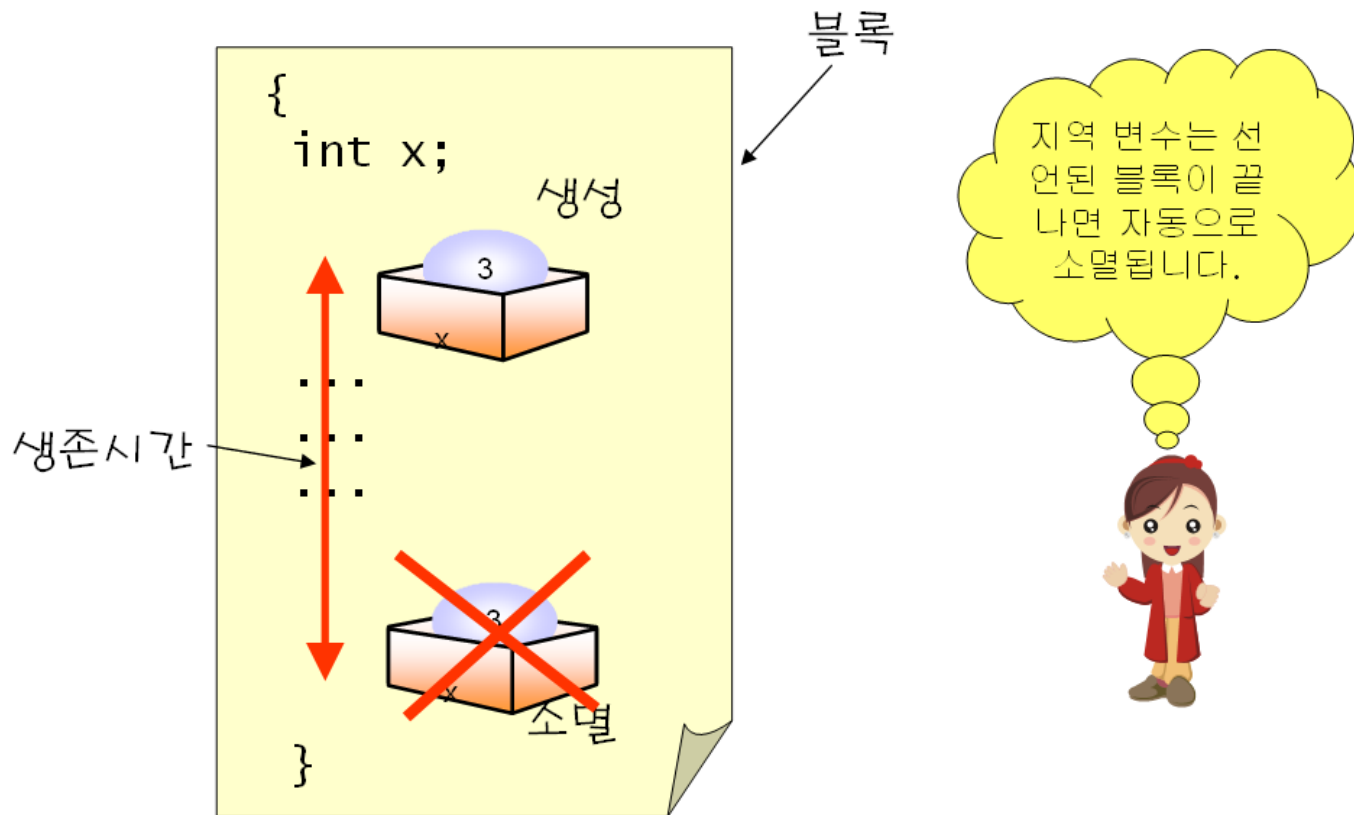 블록
{
int x;
생성
3
x
...
...
...
생존시간
3
x
소멸
}
지역 변수는 선
언된 블록이 끝
나면 자동으로
소멸됩니다.